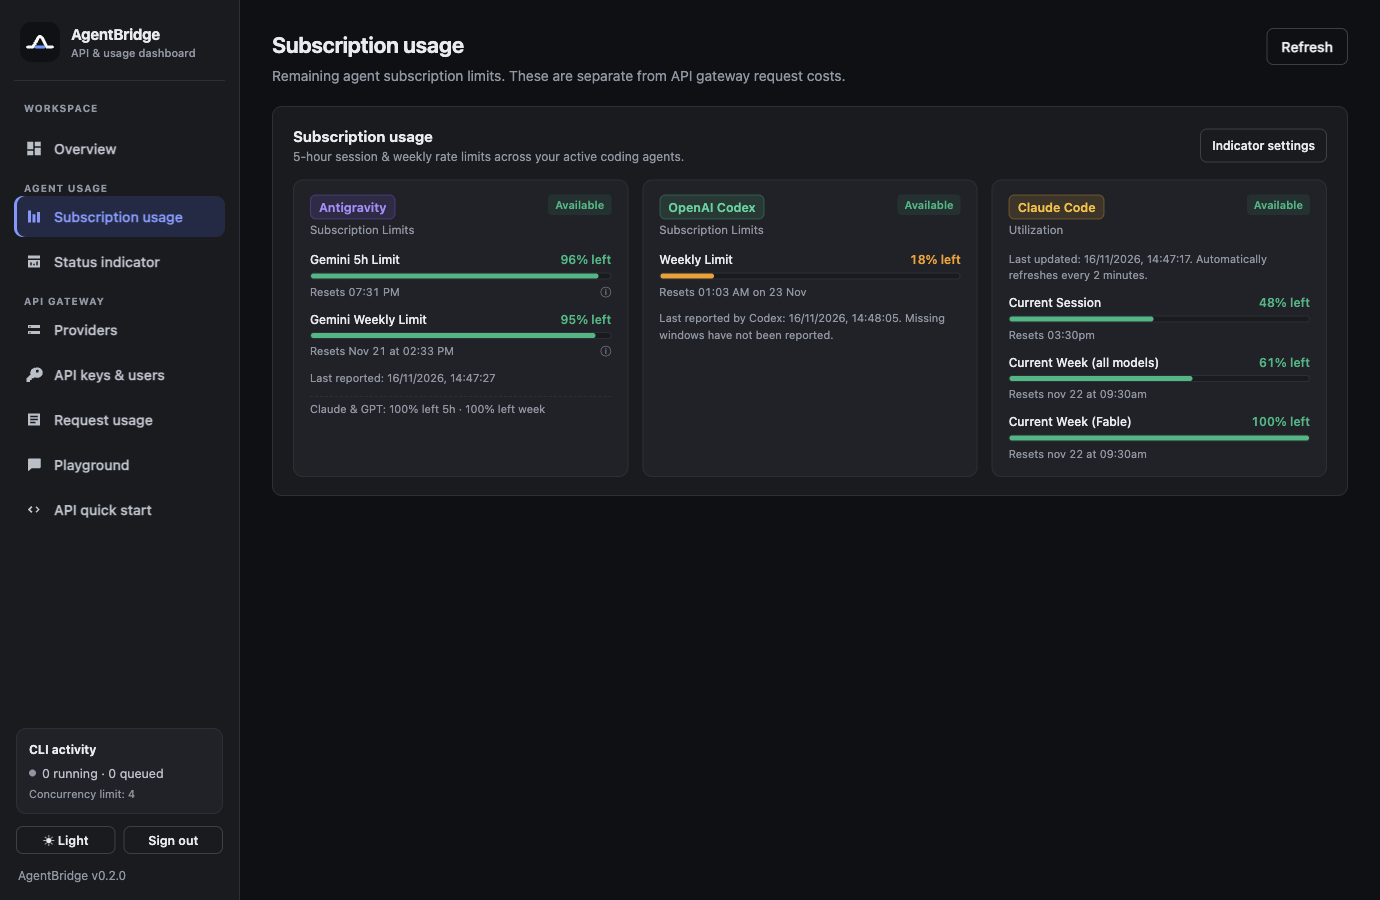 AgentBridge
API & usage dashboard
WORKSPACE
Overview
AGENT USAGE
Subscription usage
Status indicator
API GATEWAY
Providers
API keys & users
Request usage
Playground
API quick start
CLI activity
0 running · 0 queued
Concurrency limit: 4
☀ Light
Sign out
AgentBridge v0.2.0
Subscription usage
Remaining agent subscription limits. These are separate from API gateway request costs.
Refresh
Subscription usage
5-hour session & weekly rate limits across your active coding agents.
Indicator settings
Antigravity
Available
Subscription Limits
Gemini 5h Limit
96% left
Resets 07:31 PM
ⓘ
Gemini Weekly Limit
95% left
Resets Nov 21 at 02:33 PM
ⓘ
Last reported: 16/11/2026, 14:47:27
Claude & GPT: 100% left 5h · 100% left week
OpenAI Codex
Available
Subscription Limits
Weekly Limit
18% left
Resets 01:03 AM on 23 Nov
Last reported by Codex: 16/11/2026, 14:48:05. Missing
windows have not been reported.
Claude Code
Available
Utilization
Last updated: 16/11/2026, 14:47:17. Automatically
refreshes every 2 minutes.
Current Session
48% left
Resets 03:30pm
Current Week (all models)
61% left
Resets nov 22 at 09:30am
Current Week (Fable)
100% left
Resets nov 22 at 09:30am